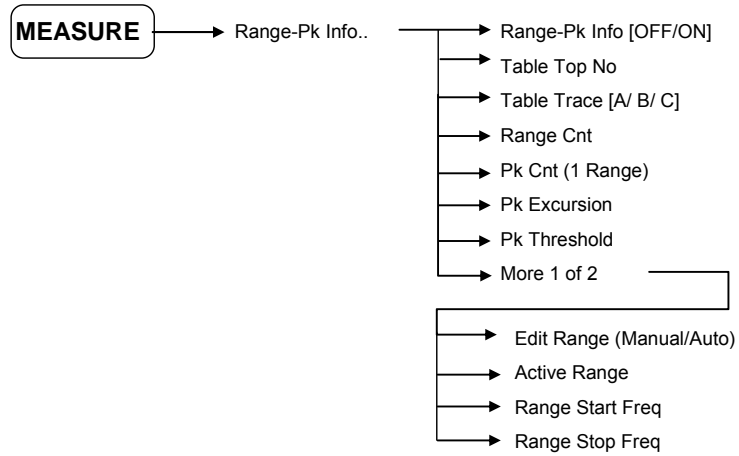 MEASURE
Range-Pk Info..
Range-Pk Info [OFF/ON]
Table Top No
Table Trace [A/ B/ C]
Range Cnt
Pk Cnt (1 Range)
Pk Excursion
Pk Threshold
More 1 of 2
Edit Range (Manual/Auto)
Active Range
Range Start Freq
Range Stop Freq